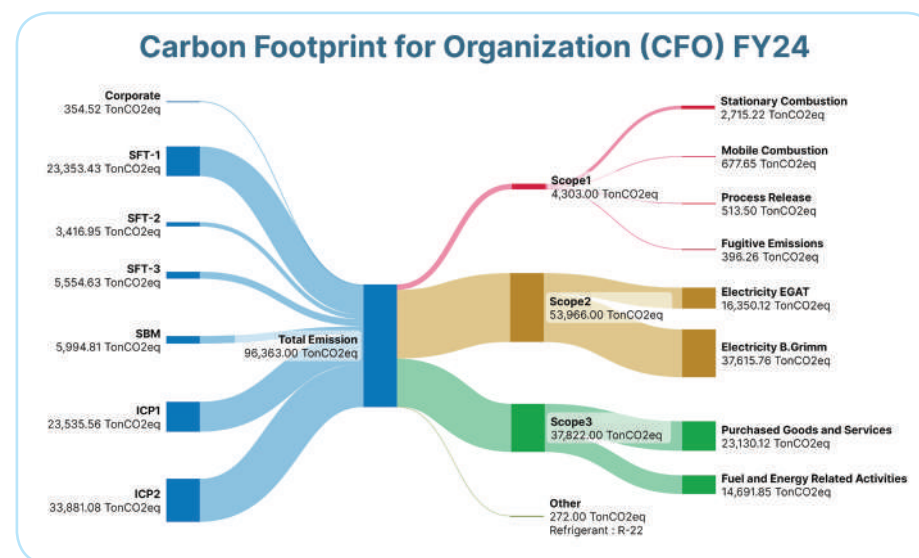 Carbon Footprint for Organization (CFO) FY24
Corporate
354.52 TonCO2eq
SFT-1
23,353.43 TonCO2eq
SFT-2
3,416.95 TonCO2eq
SFT-3
5,554.63 TonCO2eq
SBM
5,994.81 TonCO2eq
ICP1
23,535.56 TonCO2eq
ICP2
33,881.08 TonCO2eq
Total Emission
96,363.00 TonCO2eq
Scope1
4,303.00 TonCO2eq
Scope2
53,966.00 TonCO2eq
Scope3
37,822.00 TonCO2eq
Other
272.00 TonCO2eq
Refrigerant : R-22
Stationary Combustion
2,715.22 TonCO2eq
Mobile Combustion
677.65 TonCO2eq
Process Release
513.50 TonCO2eq
Fugitive Emissions
396.26 TonCO2eq
Electricity EGAT
16,350.12 TonCO2eq
Electricity B.Grimm
37,615.76 TonCO2eq
Purchased Goods and Services
23,130.12 TonCO2eq
Fuel and Energy Related Activities
14,691.85 TonCO2eq